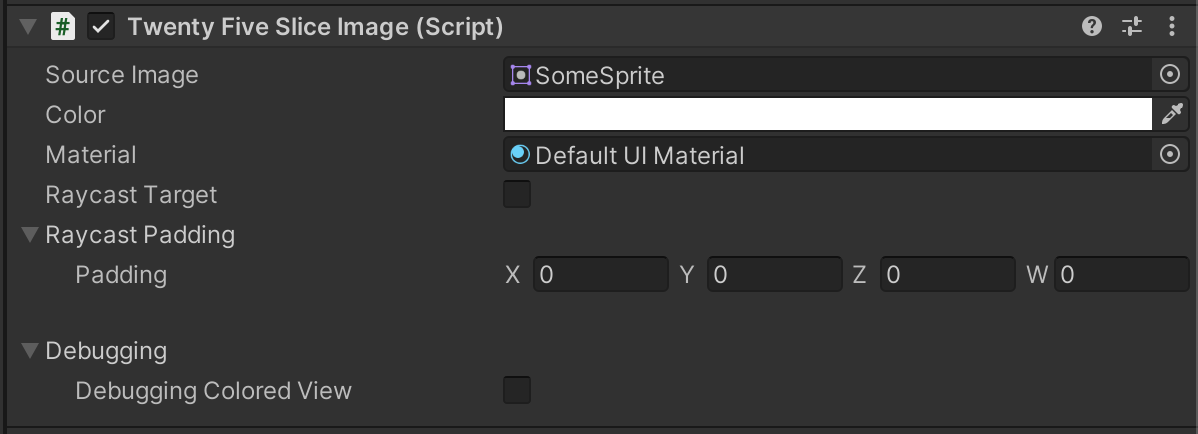 Twenty Five Slice Image (Script)
Source Image SomeSprite
Color
Material Default UI Material
Raycast Target
Raycast Padding
Padding X 0 Y 0 Z 0 W 0
Debugging
Debugging Colored View